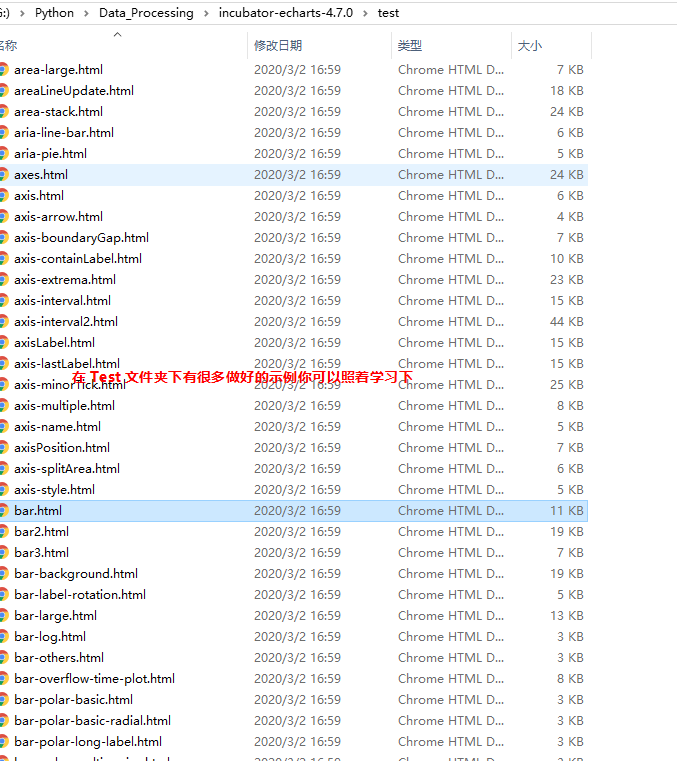 :) > Python > Data_Processing > incubator-echarts-4.7.0 > test
名称 修改日期 类型 大小
area-large.html 2020/3/2 16:59 Chrome HTML D... 7 KB
areaLineUpdate.html 2020/3/2 16:59 Chrome HTML D... 18 KB
area-stack.html 2020/3/2 16:59 Chrome HTML D... 24 KB
aria-line-bar.html 2020/3/2 16:59 Chrome HTML D... 6 KB
aria-pie.html 2020/3/2 16:59 Chrome HTML D... 5 KB
axes.html 2020/3/2 16:59 Chrome HTML D... 24 KB
axis.html 2020/3/2 16:59 Chrome HTML D... 6 KB
axis-arrow.html 2020/3/2 16:59 Chrome HTML D... 4 KB
axis-boundaryGap.html 2020/3/2 16:59 Chrome HTML D... 7 KB
axis-containLabel.html 2020/3/2 16:59 Chrome HTML D... 10 KB
axis-extrema.html 2020/3/2 16:59 Chrome HTML D... 23 KB
axis-interval.html 2020/3/2 16:59 Chrome HTML D... 15 KB
axis-interval2.html 2020/3/2 16:59 Chrome HTML D... 44 KB
axisLabel.html 2020/3/2 16:59 Chrome HTML D... 15 KB
axis-lastLabel.html 2020/3/2 16:59 Chrome HTML D... 15 KB
在 Test 文件夹下有很多做好的示例你可以照着学习下
axis-minorTick.html 2020/3/2 16:59 Chrome HTML D... 25 KB
axis-multiple.html 2020/3/2 16:59 Chrome HTML D... 8 KB
axis-name.html 2020/3/2 16:59 Chrome HTML D... 5 KB
axisPosition.html 2020/3/2 16:59 Chrome HTML D... 7 KB
axis-splitArea.html 2020/3/2 16:59 Chrome HTML D... 6 KB
axis-style.html 2020/3/2 16:59 Chrome HTML D... 5 KB
bar.html 2020/3/2 16:59 Chrome HTML D... 11 KB
bar2.html 2020/3/2 16:59 Chrome HTML D... 19 KB
bar3.html 2020/3/2 16:59 Chrome HTML D... 7 KB
bar-background.html 2020/3/2 16:59 Chrome HTML D... 19 KB
bar-label-rotation.html 2020/3/2 16:59 Chrome HTML D... 5 KB
bar-large.html 2020/3/2 16:59 Chrome HTML D... 13 KB
bar-log.html 2020/3/2 16:59 Chrome HTML D... 3 KB
bar-others.html 2020/3/2 16:59 Chrome HTML D... 3 KB
bar-overflow-time-plot.html 2020/3/2 16:59 Chrome HTML D... 8 KB
bar-polar-basic.html 2020/3/2 16:59 Chrome HTML D... 3 KB
bar-polar-basic-radial.html 2020/3/2 16:59 Chrome HTML D... 3 KB
bar-polar-long-label.html 2020/3/2 16:59 Chrome HTML D... 3 KB